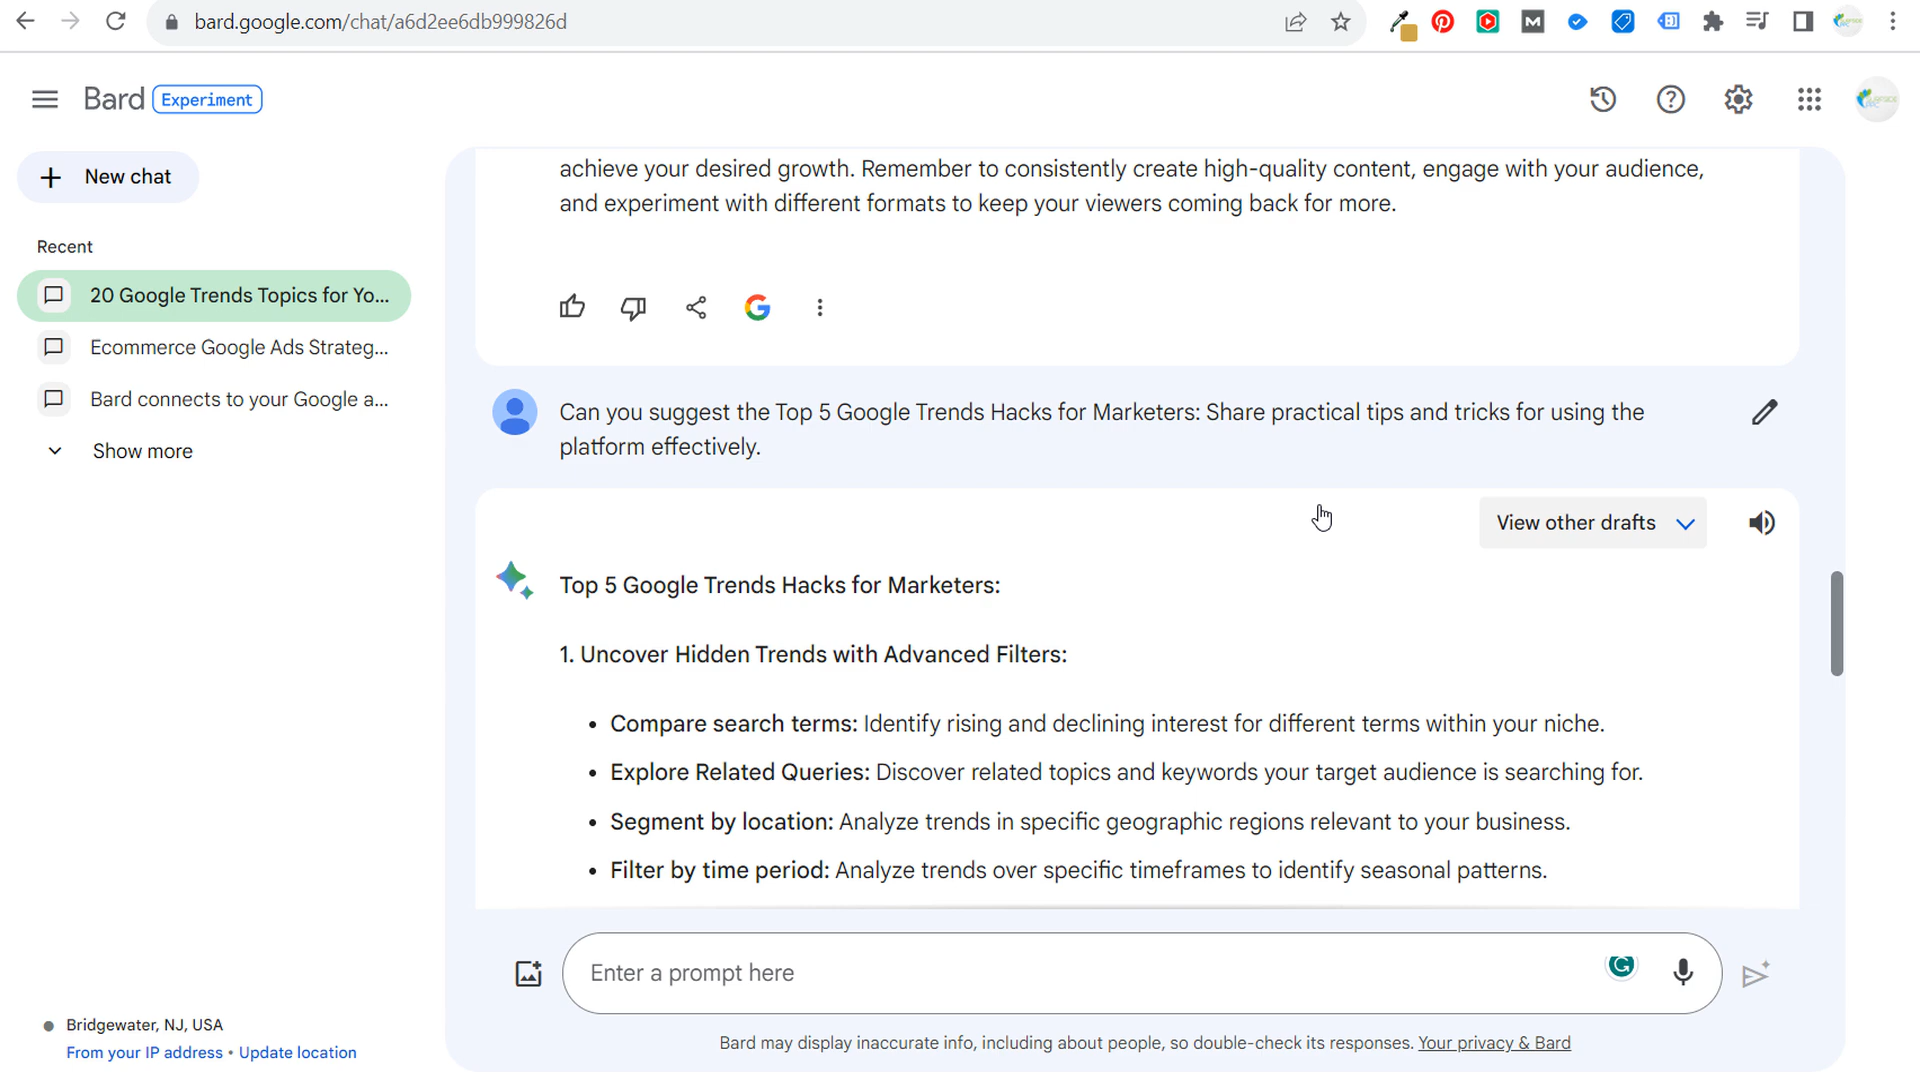 bard.google.com/chat/a6d2ee6db999826d
Bard Experiment
New chat
Recent
20 Google Trends Topics for Yo...
Ecommerce Google Ads Strateg...
Bard connects to your Google a...
Show more
achieve your desired growth. Remember to consistently create high-quality content, engage with your audience,
and experiment with different formats to keep your viewers coming back for more.
Can you suggest the Top 5 Google Trends Hacks for Marketers: Share practical tips and tricks for using the
platform effectively.
View other drafts
Top 5 Google Trends Hacks for Marketers:
1. Uncover Hidden Trends with Advanced Filters:
• Compare search terms: Identify rising and declining interest for different terms within your niche.
• Explore Related Queries: Discover related topics and keywords your target audience is searching for.
• Segment by location: Analyze trends in specific geographic regions relevant to your business.
• Filter by time period: Analyze trends over specific timeframes to identify seasonal patterns.
Enter a prompt here
Bridgewater, NJ, USA
From your IP address • Update location
Bard may display inaccurate info, including about people, so double-check its responses. Your privacy & Bard